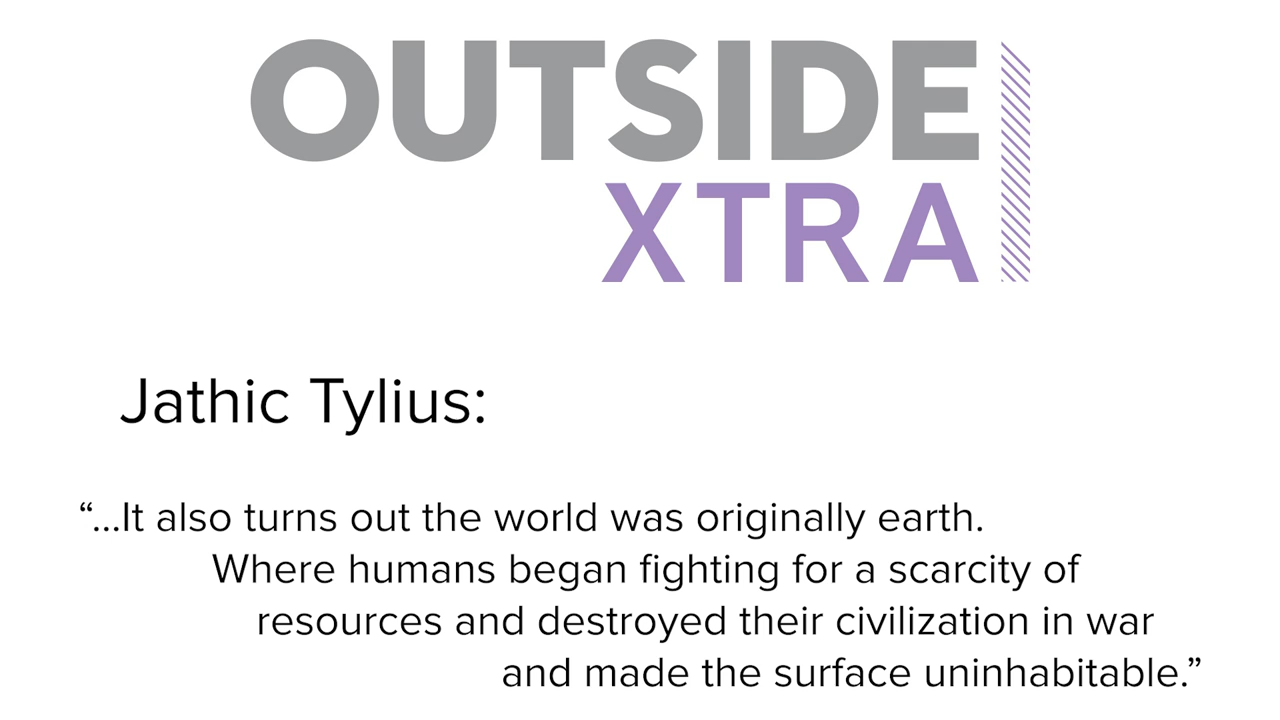 OUTSIDE
XTRA
Jathic Tylius:
“...It also turns out the world was originally earth.
Where humans began fighting for a scarcity of
resources and destroyed their civilization in war
and made the surface uninhabitable.”